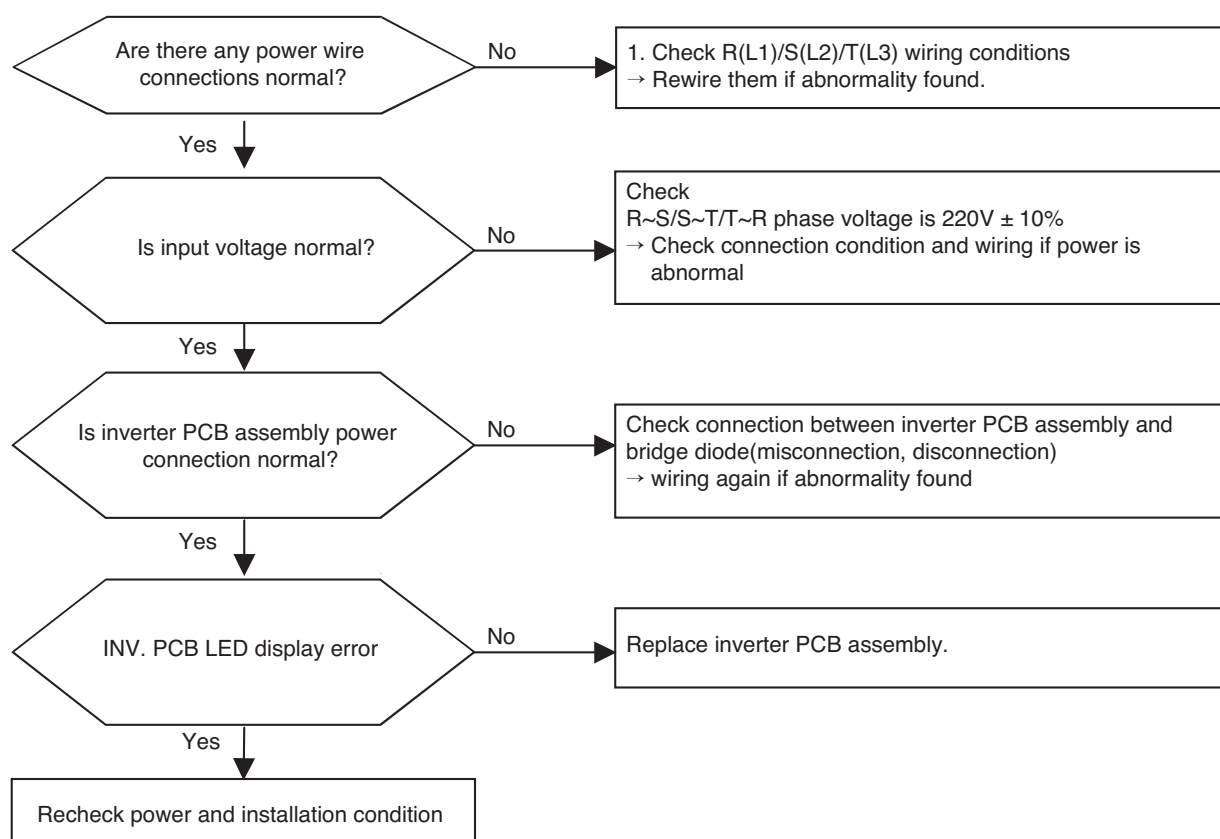 Are there any power wire
connections normal?
No
1. Check R(L1)/S(L2)/T(L3) wiring conditions
→ Rewire them if abnormality found.
Yes
Is input voltage normal?
No
Check
R~S/S~T/T~R phase voltage is 220V ± 10%
→ Check connection condition and wiring if power is
abnormal
Yes
Is inverter PCB assembly power
connection normal?
No
Check connection between inverter PCB assembly and
bridge diode(misconnection, disconnection)
→ wiring again if abnormality found
Yes
INV. PCB LED display error
No
Replace inverter PCB assembly.
Yes
Recheck power and installation condition